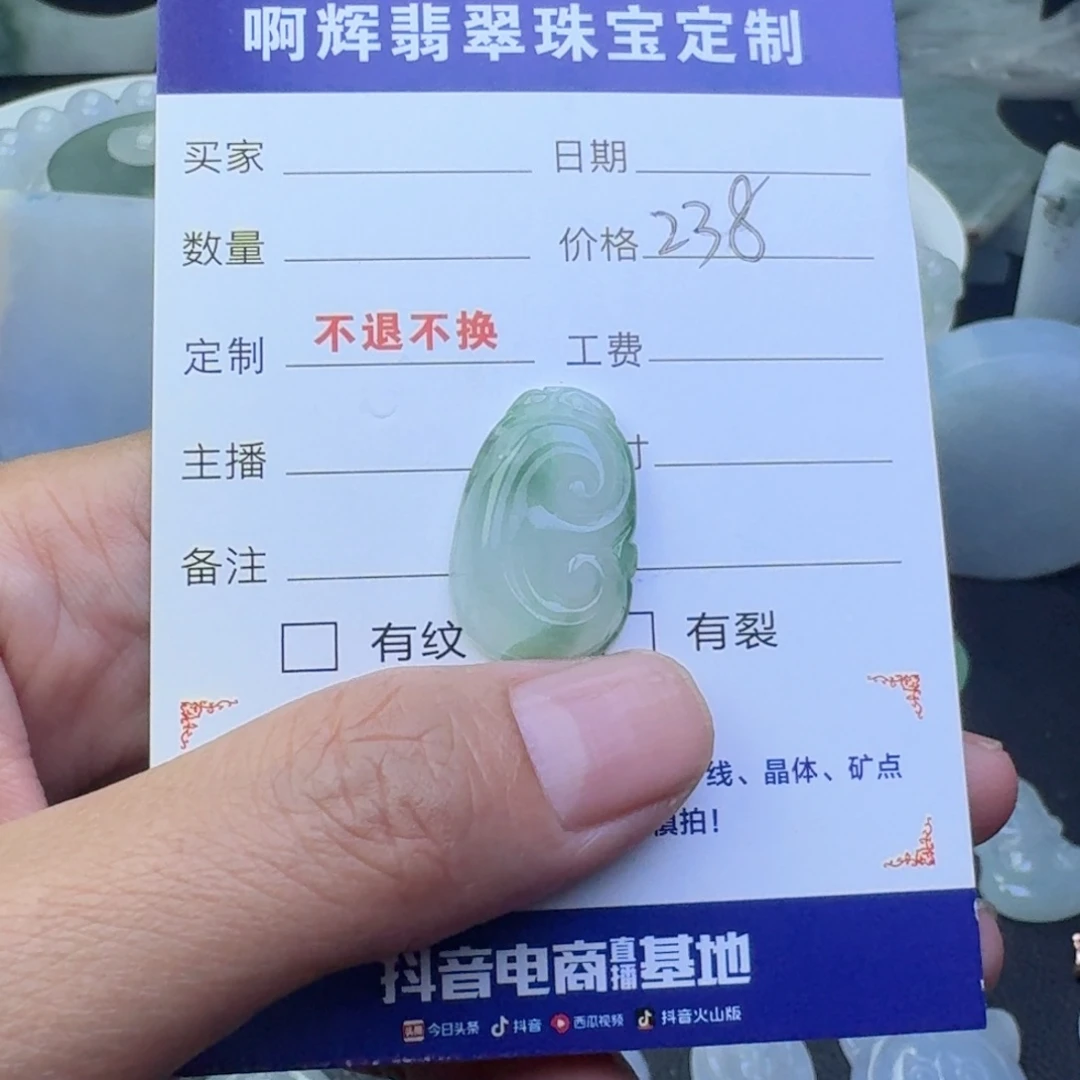 啊辉翡翠珠宝定制
买家 日期
数量 价格 238
定制 不退不换 工费
主播 寸
备注
有纹 有裂
线、晶体、矿点
慎拍！
抖音电商直播基地
头条 今日头条 抖音 西瓜视频 抖音火山版